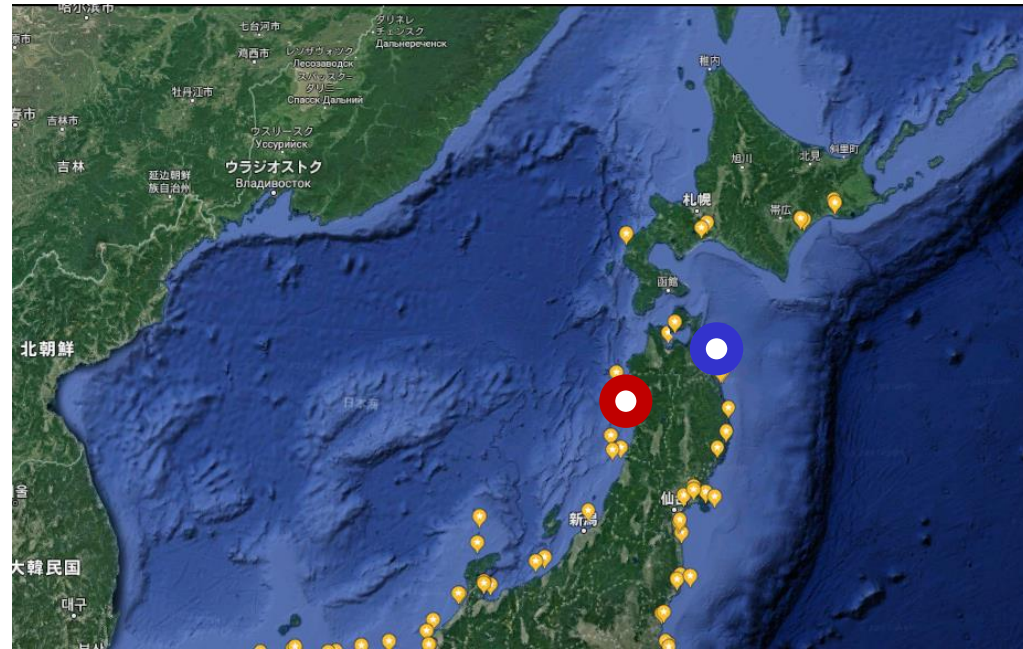 哈尔滨市
七台河市
ダリネレ
チェンスク
Дальнереченск
鸡西市
レソザヴォツク
Лесозаводск
スパッスク-
ダリニー
Спасск-Дальний
牡丹江市
吉林市
吉林
ウスリースク
Уссурийск
延边朝鲜
族自治州
ウラジオストク
Владивосток
稚内
旭川
北見
斜里町
札幌
帯広
函館
北朝鮮
日本海
仙台
新潟
大韓民国
대구